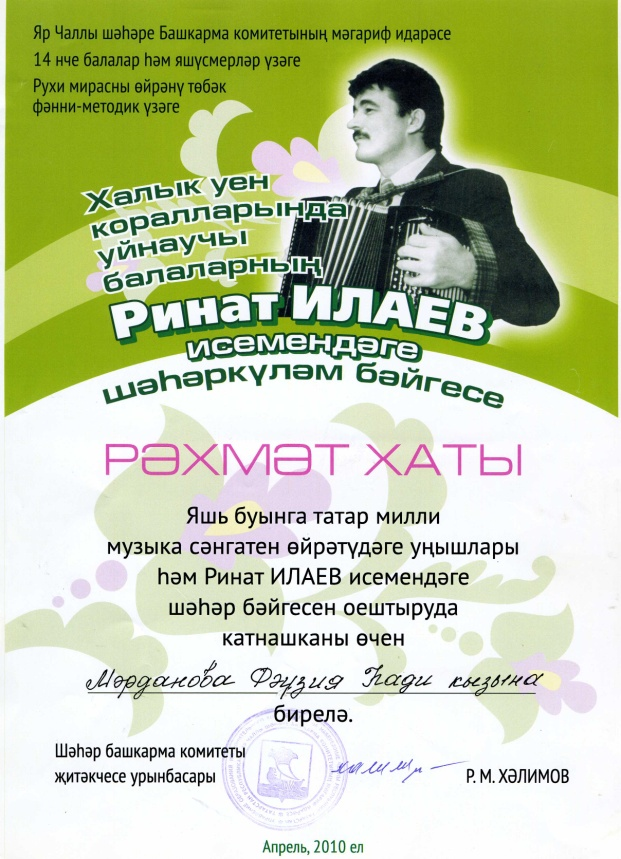 Яр Чаллы шәһәре Башкарма комитетының мәгариф идарәсе
14 нче балалар һәм яшүсмерләр үзәге
Рухи мирасны өйрәнү төбәк
фәнни-методик үзәге
Халык уен
коралларында
уйнаучы
балаларның
Ринат ИЛАЕВ
исемендәге
шәһәркүләм бәйгесе
РӘХМӘТ ХАТЫ
Яшь буынга татар милли
музыка сәнгатен өйрәтүдәге уңышлары
һәм Ринат ИЛАЕВ исемендәге
шәһәр бәйгесен оештыруда
катнашканы өчен
Мәрданова Фәүзия Һади кызына
бирелә.
Шәһәр башкарма комитеты
җитәкчесе урынбасары
Р. М. ХӘЛИМОВ
Апрель, 2010 ел